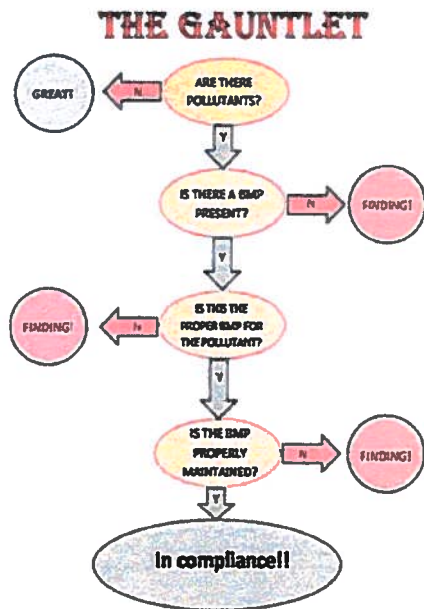 THE GAUNTLET
ARE THERE
POLLUTANTS?
N
GREAT!
Y
IS THERE A BMP
PRESENT?
N
FINDING!
Y
IS THIS THE
PROPER BMP FOR
THE POLLUTANT?
N
FINDING!
Y
IS THE BMP
PROPERLY
MAINTAINED?
N
FINDING!
Y
In compliance!!